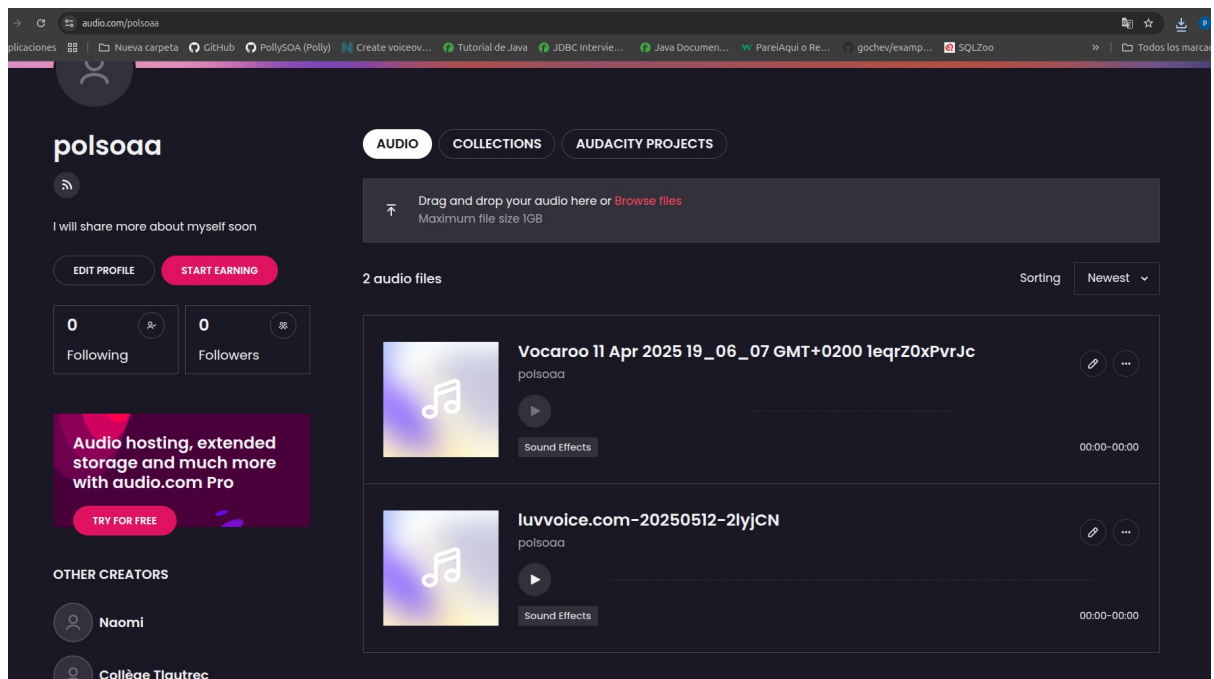 audio.com/polsoaa
plicaciones
Nueva carpeta
GitHub
PollySOA (Polly)
Create voiceov...
Tutorial de Java
JDBC Intervie...
Java Documen...
PareiAqui o Re...
gochev/examp...
SQLZoo
»
Todos los marcad
polsoaa
I will share more about myself soon
EDIT PROFILE
START EARNING
0
Following
0
Followers
Audio hosting, extended
storage and much more
with audio.com Pro
TRY FOR FREE
OTHER CREATORS
Naomi
Collège Tlautrec
AUDIO
COLLECTIONS
AUDACITY PROJECTS
Drag and drop your audio here or Browse files
Maximum file size 1GB
2 audio files
Sorting
Newest
Vocaroo 11 Apr 2025 19_06_07 GMT+0200 1eqrZ0xPvrJc
polsoaa
Sound Effects
00:00-00:00
luvvoice.com-20250512-2lyjCN
polsoaa
Sound Effects
00:00-00:00